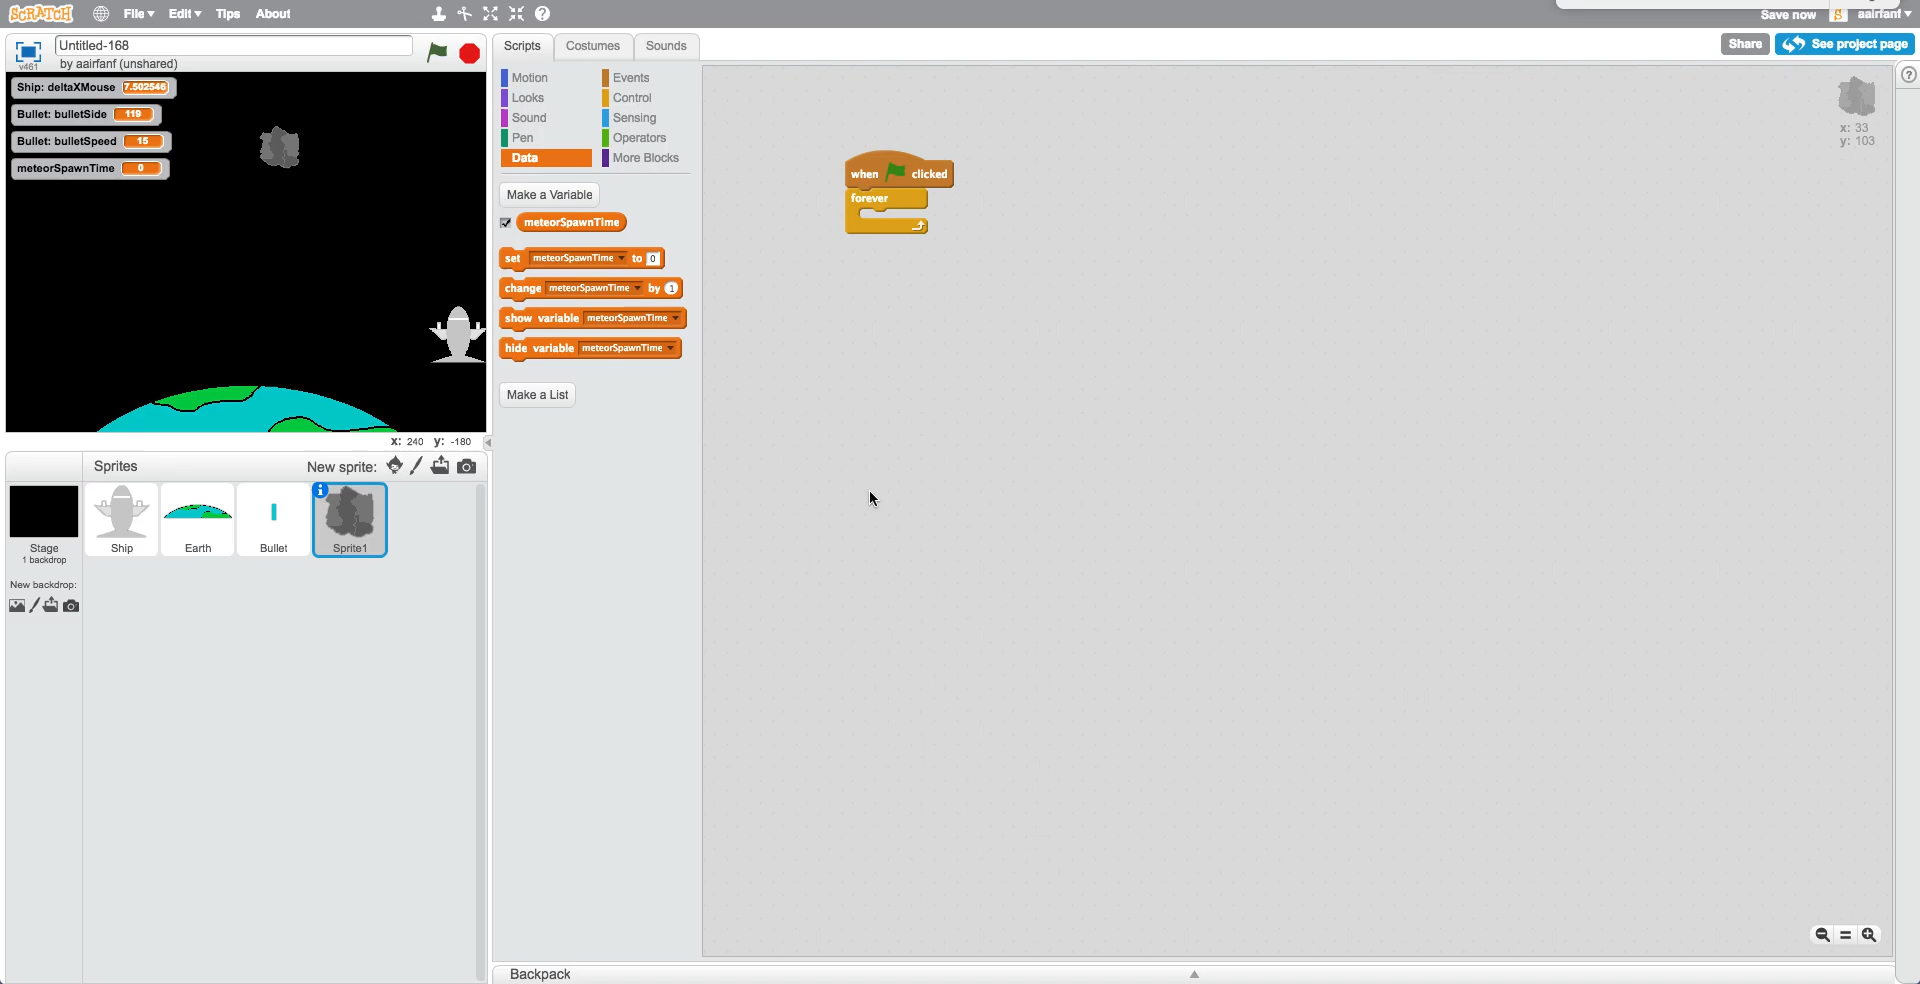 SCRATCH File Edit Tips About
Save now S aairfanf
v461 Untitled-168
by aairfanf (unshared)
Scripts Costumes Sounds
Share See project page
Ship: deltaXMouse 7.502546
Bullet: bulletSide 119
Bullet: bulletSpeed 15
meteorSpawnTime 0
Motion Events
Looks Control
Sound Sensing
Pen Operators
Data More Blocks
Make a Variable
meteorSpawnTime
set meteorSpawnTime to 0
change meteorSpawnTime by 1
show variable meteorSpawnTime
hide variable meteorSpawnTime
Make a List
when clicked
forever
x: 33
y: 103
x: 240 y: -180
Sprites New sprite:
Stage
1 backdrop
New backdrop:
Ship Earth Bullet Sprite1
Backpack